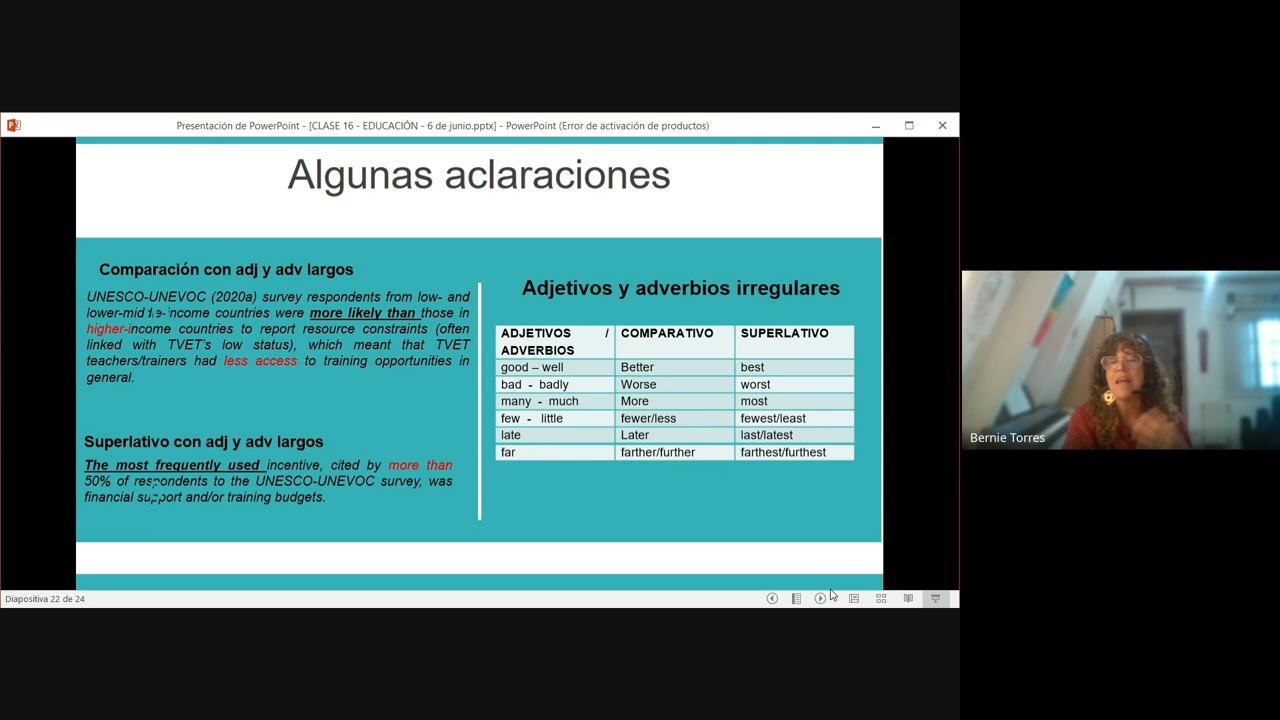 Presentación de PowerPoint - [CLASE 16 - EDUCACIÓN - 6 de junio.pptx] - PowerPoint (Error de activación de productos)
Algunas aclaraciones
Comparación con adj y adv largos
UNESCO-UNEVOC (2020a) survey respondents from low- and
lower-mid income countries were more likely than those in
higher-income countries to report resource constraints (often
linked with TVET's low status), which meant that TVET
teachers/trainers had less access to training opportunities in
general.
Superlativo con adj y adv largos
The most frequently used incentive, cited by more than
50% of respondents to the UNESCO-UNEVOC survey, was
financial support and/or training budgets.
Adjetivos y adverbios irregulares
ADJETIVOS / COMPARATIVO SUPERLATIVO
ADVERBIOS
good – well Better best
bad - badly Worse worst
many - much More most
few - little fewer/less fewest/least
late Later last/latest
far farther/further farthest/furthest
Bernie Torres
Diapositiva 22 de 24